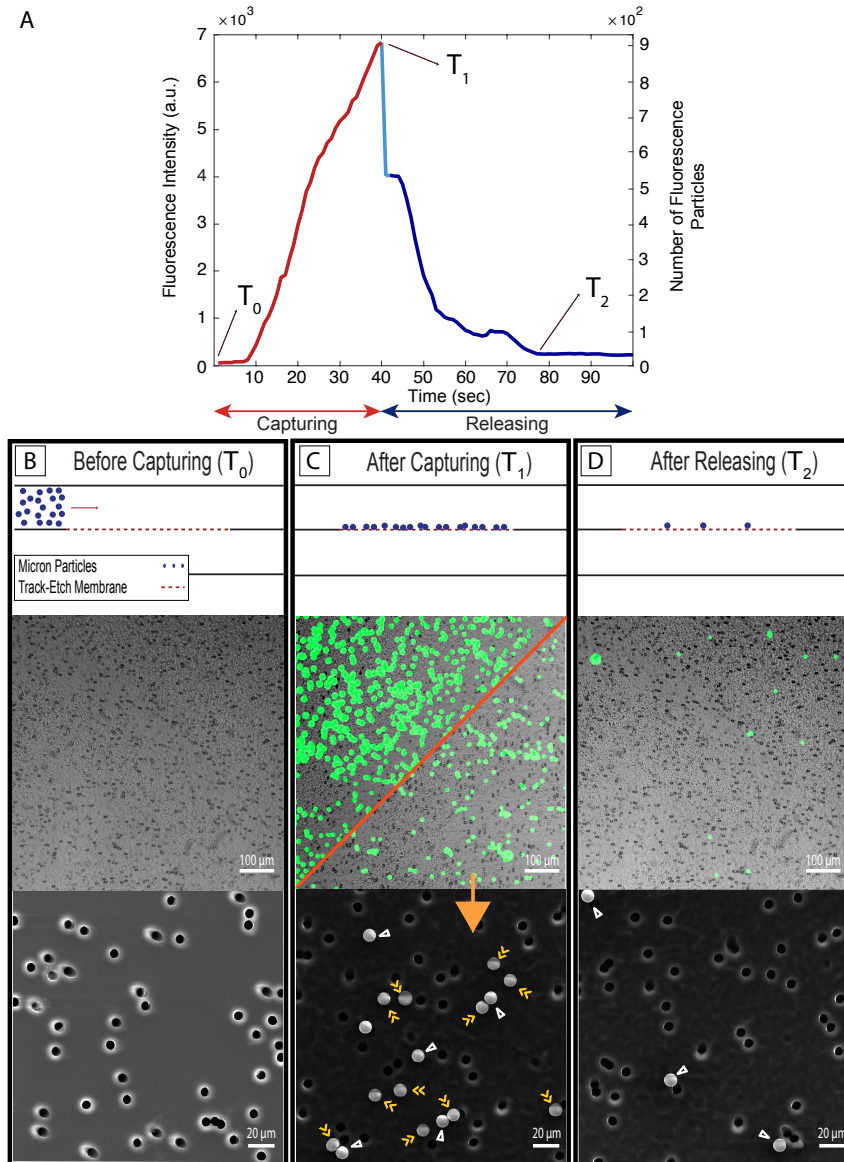 A
×10³
×10²
7
6
5
4
3
2
1
0
Fluorescence Intensity (a.u.)
9
8
7
6
5
4
3
2
1
0
Number of Fluorescence
Particles
T₀
T₁
T₂
10 20 30 40 50 60 70 80 90
Time (sec)
Capturing
Releasing
B Before Capturing (T₀)
Micron Particles
Track-Etch Membrane
100 µm
20 µm
C After Capturing (T₁)
100 µm
20 µm
D After Releasing (T₂)
100 µm
20 µm